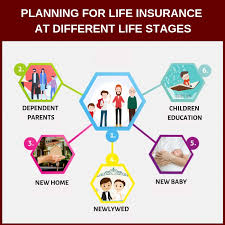 PLANNING FOR LIFE INSURANCE
AT DIFFERENT LIFE STAGES
2.
DEPENDENT
PARENTS
6.
CHILDREN
EDUCATION
1.
3.
NEW HOME
4.
NEWLYWED
5.
NEW BABY